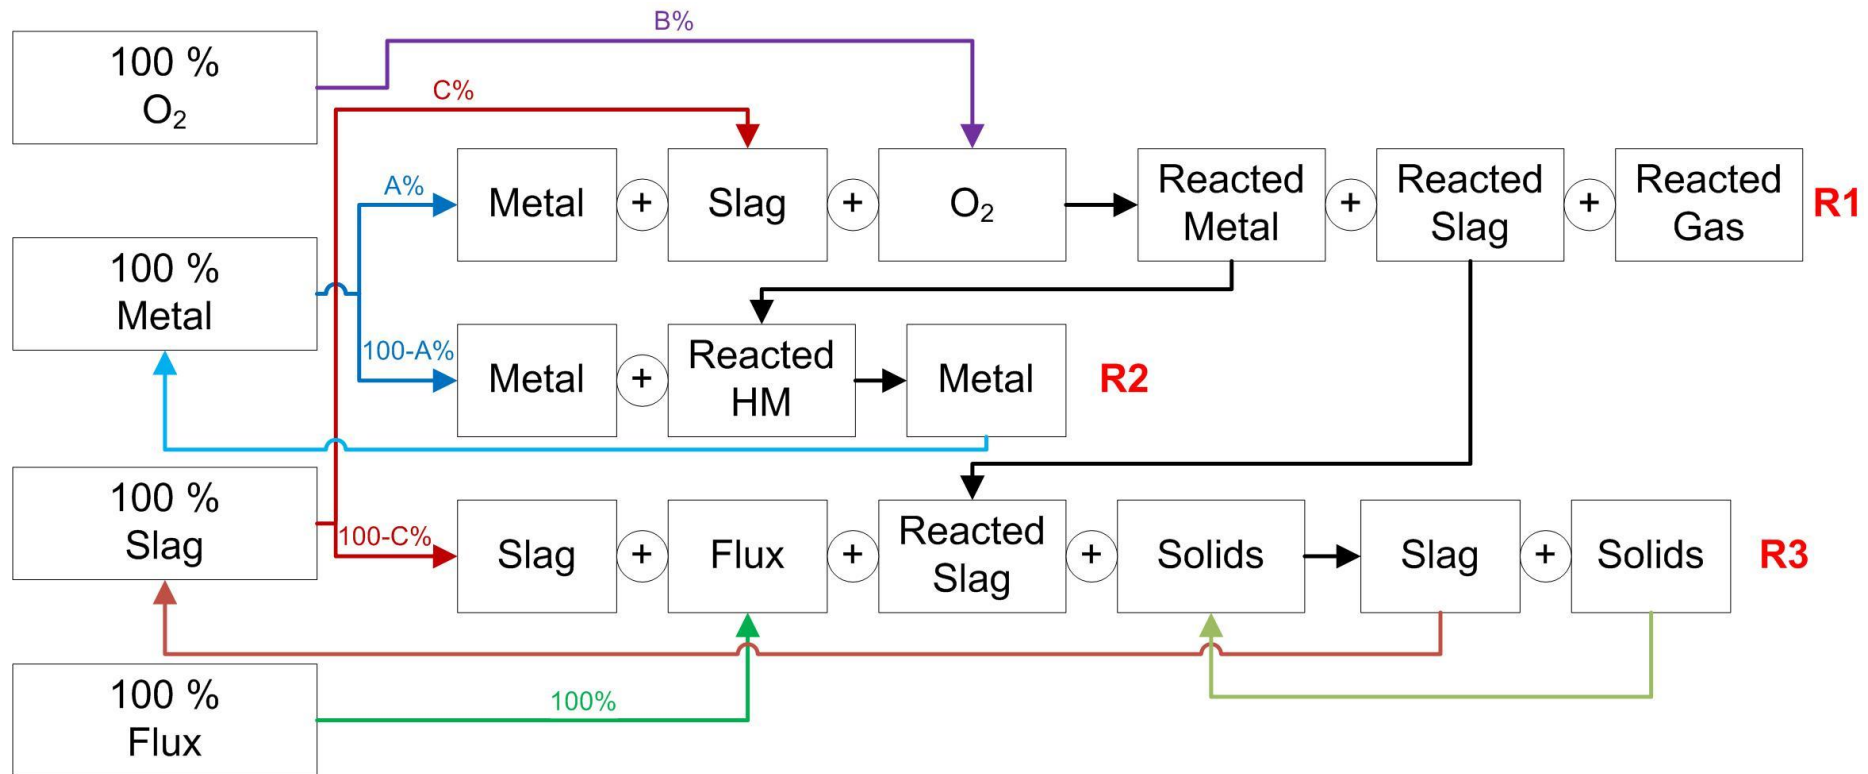 B%
100 %
O₂
C%
A%
Metal
+
Slag
+
O₂
Reacted
Metal
+
Reacted
Slag
+
Reacted
Gas
R1
100 %
Metal
100-A%
Metal
+
Reacted
HM
Metal
R2
100 %
Slag
100-C%
Slag
+
Flux
+
Reacted
Slag
+
Solids
Slag
+
Solids
R3
100 %
Flux
100%